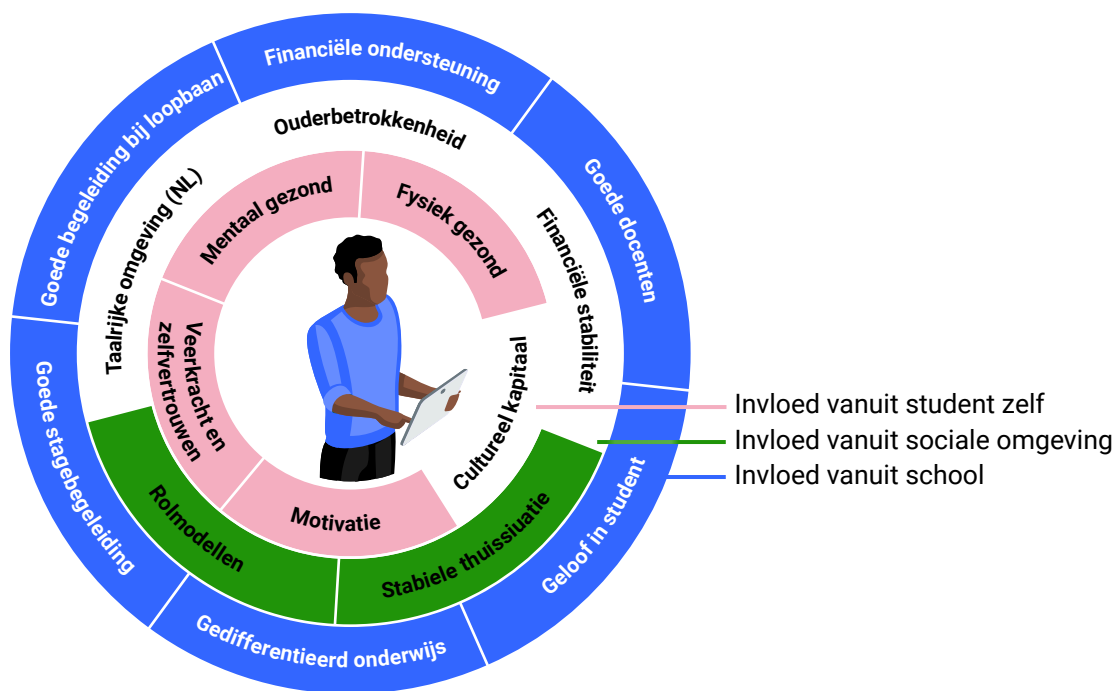 Financiële ondersteuning
Goede docenten
Geloof in student
Gedifferentieerd onderwijs
Goede stagebegeleiding
Goede begeleiding bij loopbaan
Ouderbetrokkenheid
Financiële stabiliteit
Stabiele thuissiuatie
Rolmodellen
Taalrijke omgeving (NL)
Mentaal gezond
Fysiek gezond
Cultureel kapitaal
Motivatie
Veerkracht en
zelfvertrouwen
Invloed vanuit student zelf
Invloed vanuit sociale omgeving
Invloed vanuit school